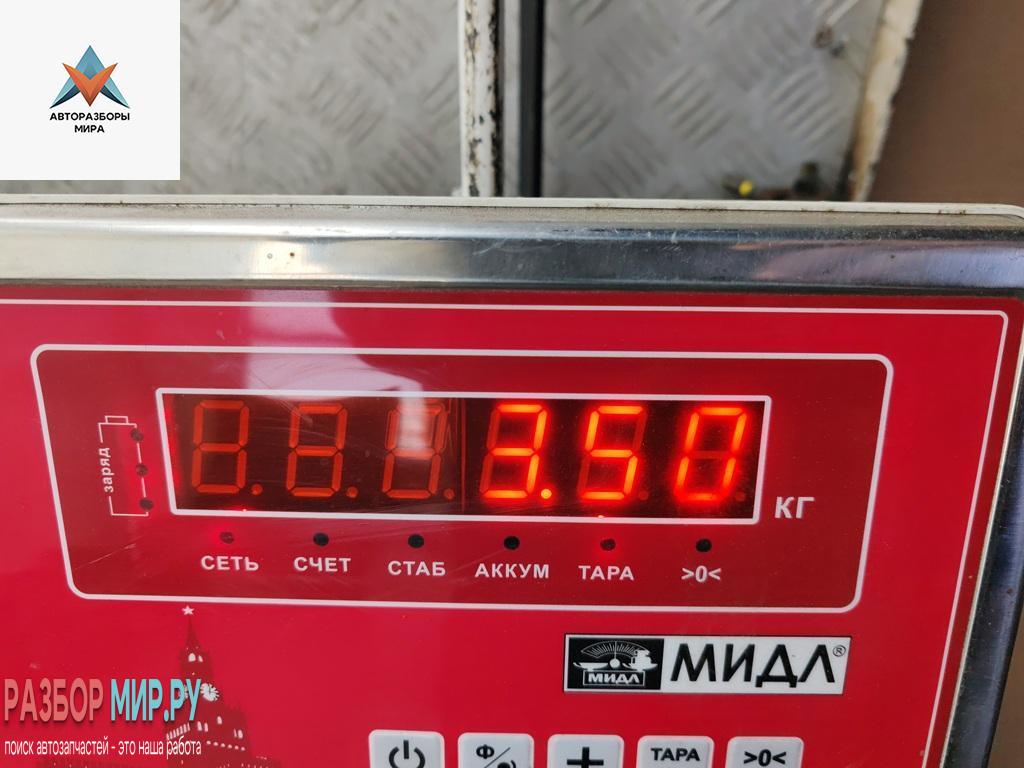 АВТОРАЗБОРЫ
МИРА
заряд
3.50
КГ
СЕТЬ СЧЕТ СТАБ АККУМ ТАРА >0<
МИДЛ МИДЛ®
РАЗБОР МИР.РУ
поиск автозапчастей - это наша работа
Ф ТАРА >0<